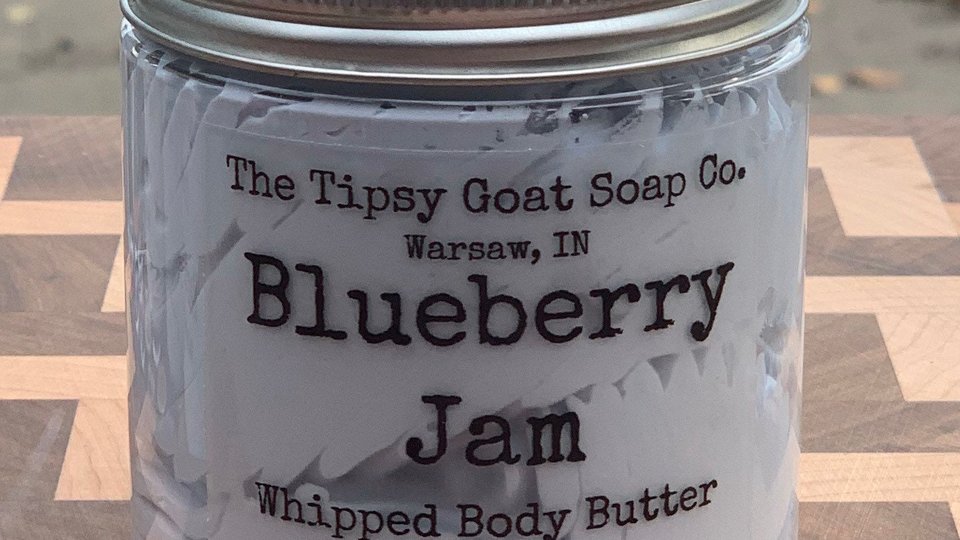 The Tipsy Goat Soap Co.
Warsaw, IN
Blueberry
Jam
Whipped Body Butter